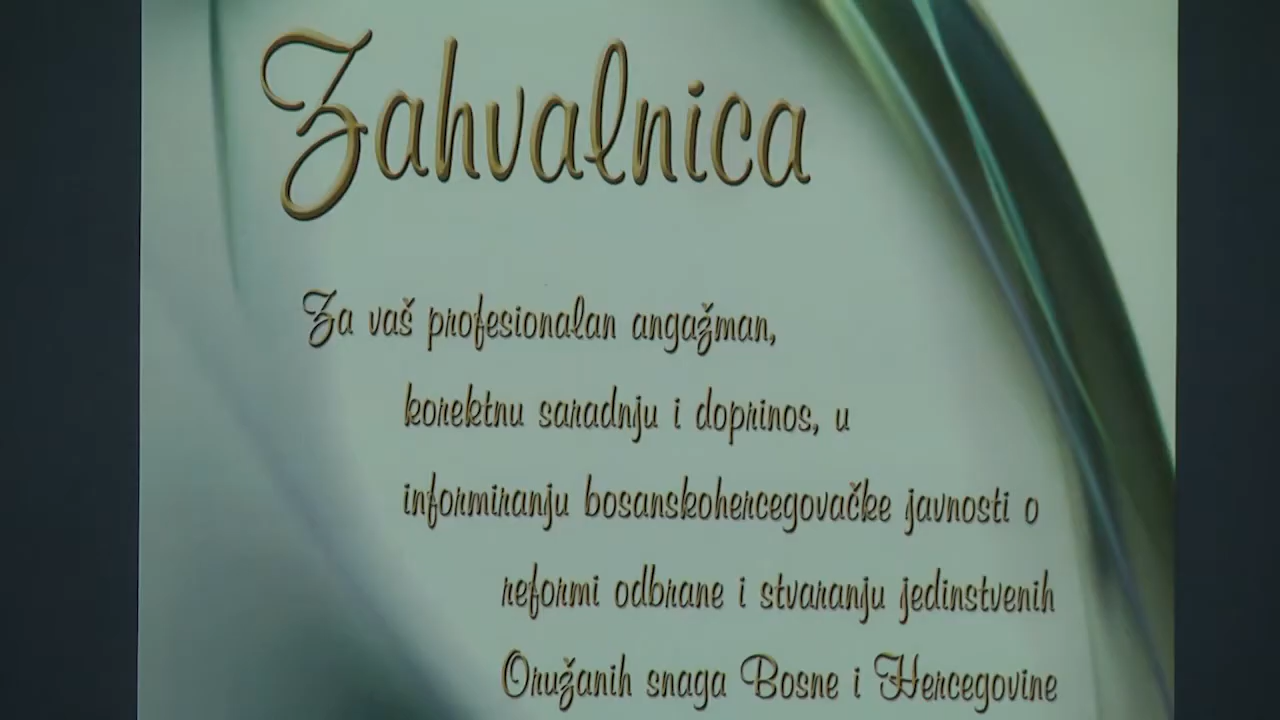 Zahvalnica
Za vaš profesionalan angažman,
korektnu saradnju i doprinos, u
informiranju bosanskohercegovačke javnosti o
reformi odbrane i stvaranju jedinstvenih
Oružanih snaga Bosne i Hercegovine